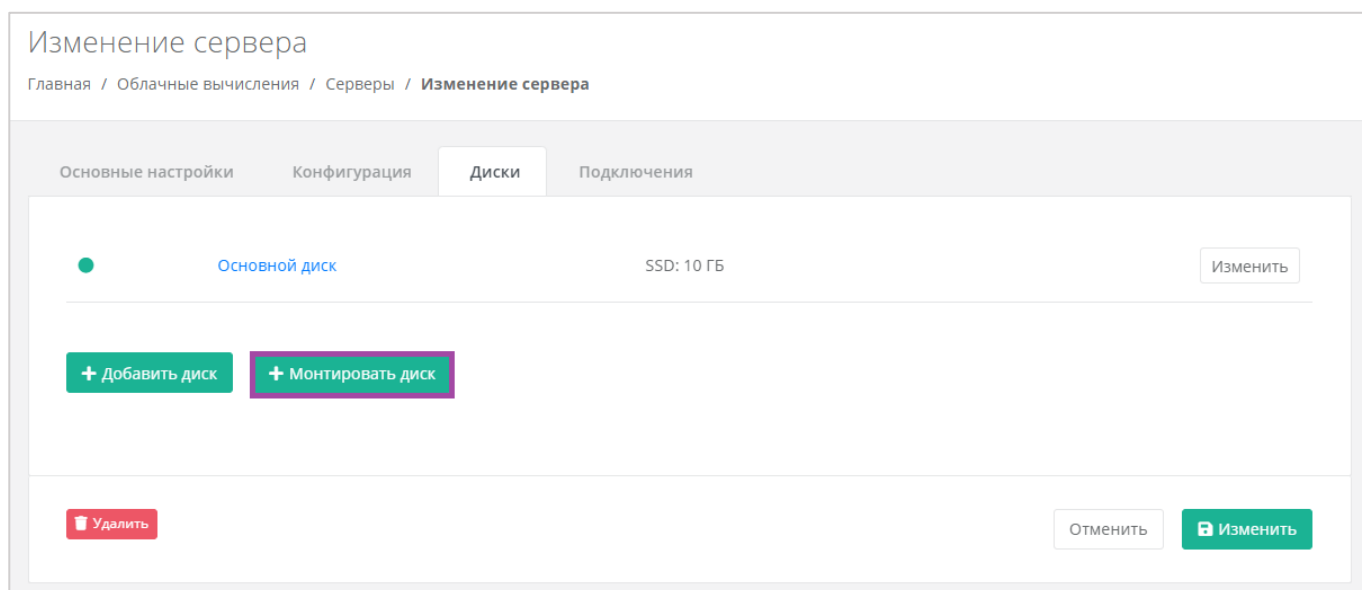 Изменение сервера
Главная / Облачные вычисления / Серверы / Изменение сервера
Основные настройки Конфигурация Диски Подключения
Основной диск SSD: 10 ГБ Изменить
+ Добавить диск + Монтировать диск
Удалить Отменить Изменить